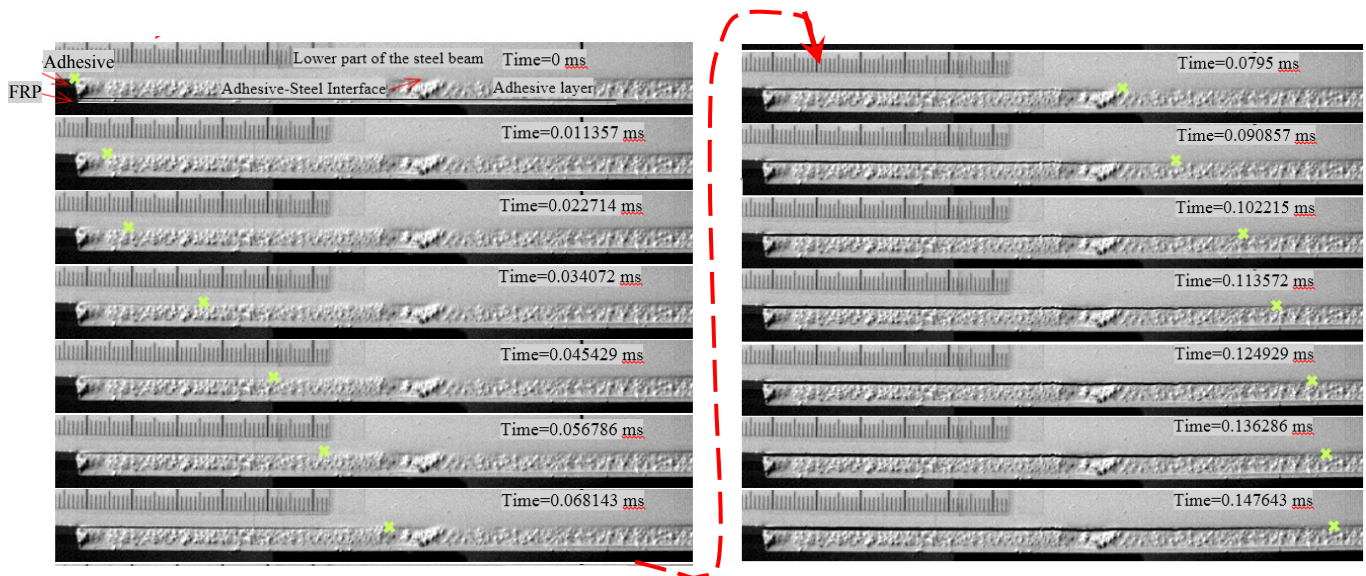 Adhesive
Lower part of the steel beam
Time=0 ms
FRP
Adhesive-Steel Interface
Adhesive layer
Time=0.011357 ms
Time=0.022714 ms
Time=0.034072 ms
Time=0.045429 ms
Time=0.056786 ms
Time=0.068143 ms
Time=0.0795 ms
Time=0.090857 ms
Time=0.102215 ms
Time=0.113572 ms
Time=0.124929 ms
Time=0.136286 ms
Time=0.147643 ms